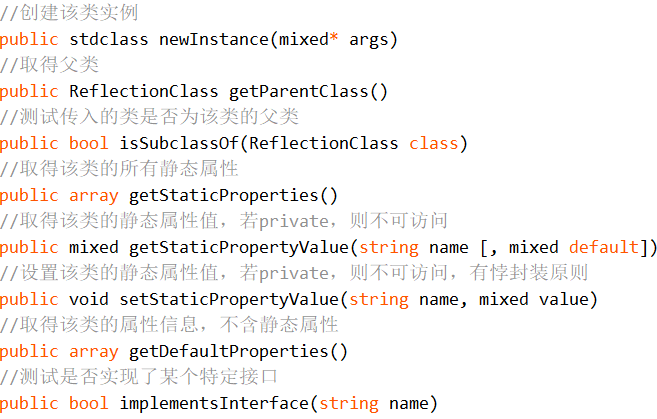 //创建该类实例
public stdclass newInstance(mixed* args)
//取得父类
public ReflectionClass getParentClass()
//测试传入的类是否为该类的父类
public bool isSubclassOf(ReflectionClass class)
//取得该类的所有静态属性
public array getStaticProperties()
//取得该类的静态属性值，若private，则不可访问
public mixed getStaticPropertyValue(string name [, mixed default])
//设置该类的静态属性值，若private，则不可访问，有悖封装原则
public void setStaticPropertyValue(string name, mixed value)
//取得该类的属性信息，不含静态属性
public array getDefaultProperties()
//测试是否实现了某个特定接口
public bool implementsInterface(string name)